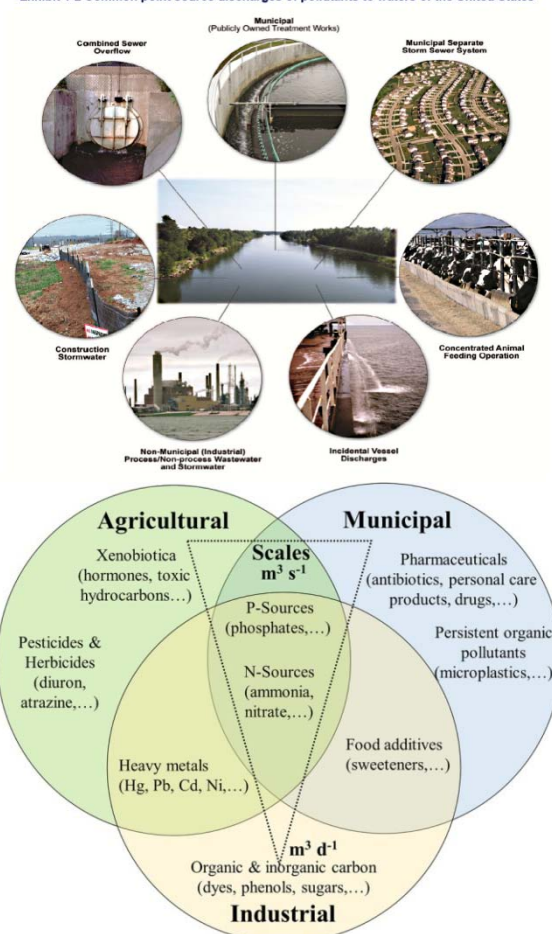 Municipal
(Publicly Owned Treatment Works)
Combined Sewer
Overflow
Municipal Separate
Storm Sewer System
Construction
Stormwater
Concentrated Animal
Feeding Operation
Non-Municipal (Industrial)
Process/Non-process Wastewater
and Stormwater
Incidental Vessel
Discharges
Agricultural
Municipal
Xenobiotica
(hormones, toxic
hydrocarbons…)
Scales
m³ s⁻¹
Pharmaceuticals
(antibiotics, personal care
products, drugs,…)
P-Sources
(phosphates,…)
Pesticides &
Herbicides
(diuron,
atrazine,…)
Persistent organic
pollutants
(microplastics,…)
N-Sources
(ammonia,
nitrate,…)
Heavy metals
(Hg, Pb, Cd, Ni,…)
Food additives
(sweeteners,…)
m³ d⁻¹
Organic & inorganic carbon
(dyes, phenols, sugars,…)
Industrial